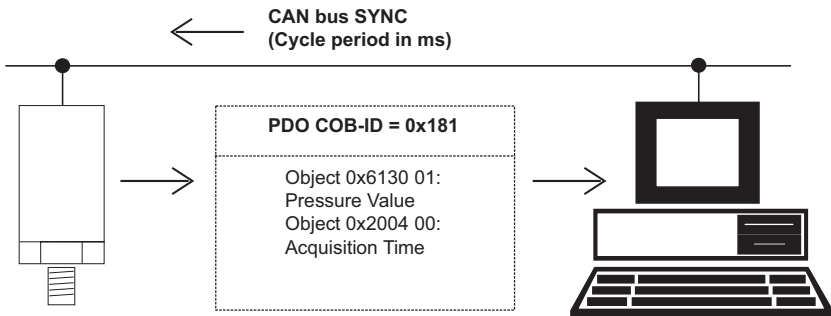 CAN bus SYNC
(Cycle period in ms)
PDO COB-ID = 0x181
Object 0x6130 01:
Pressure Value
Object 0x2004 00:
Acquisition Time